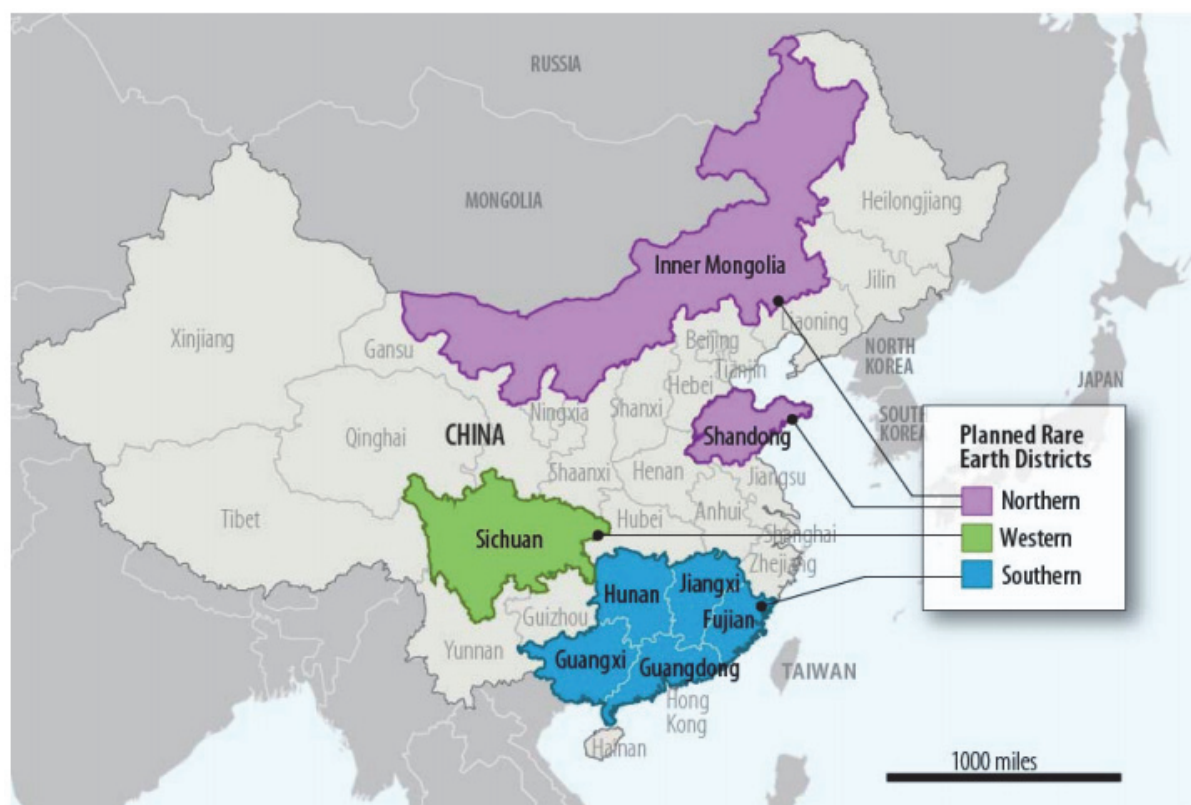 RUSSIA
MONGOLIA
Heilongjiang
Inner Mongolia
Jilin
Xinjiang
Gansu
Liaoning
Beijing
Tianjin
NORTH
KOREA
Hebei
JAPAN
Ningxia
Shanxi
SOUTH
KOREA
Qinghai
CHINA
Shandong
Shaanxi
Henan
Jiangsu
Tibet
Sichuan
Hubei
Anhui
Shanghai
Zhejiang
Hunan
Jiangxi
Fujian
Guizhou
Yunnan
Guangxi
Guangdong
Hong
Kong
TAIWAN
Hainan
Planned Rare
Earth Districts
Northern
Western
Southern
1000 miles